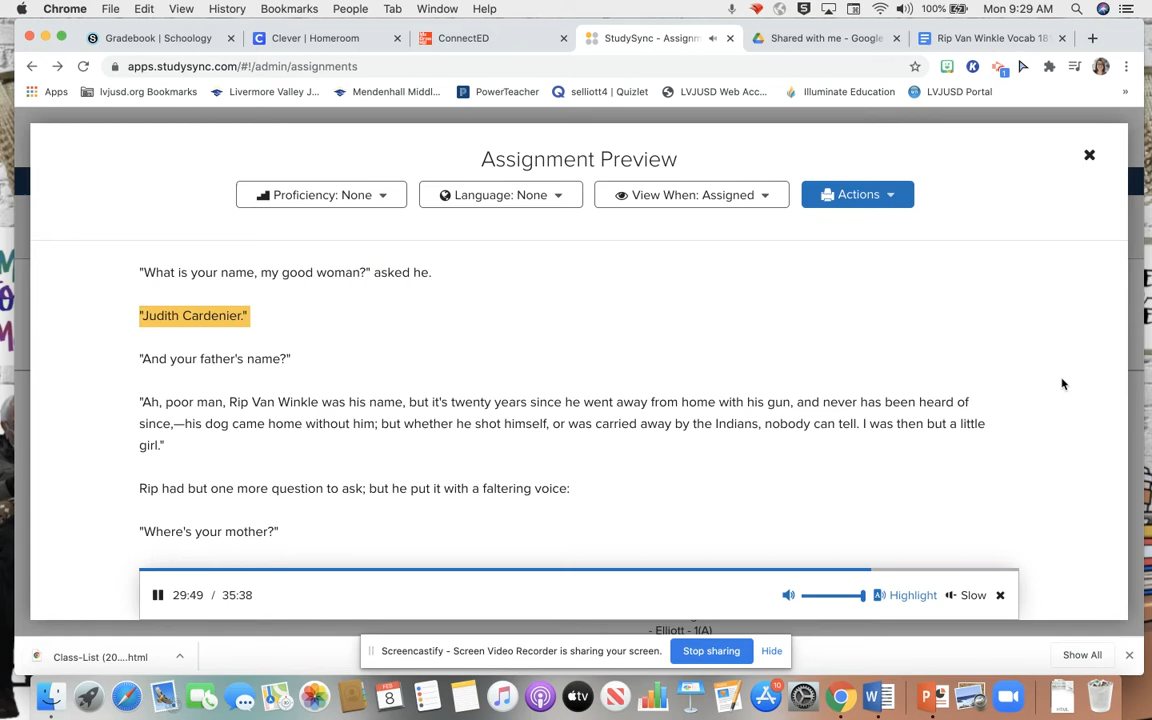 Chrome File Edit View History Bookmarks People Tab Window Help 100% Mon 9:29 AM
Gradebook | Schoology Clever | Homeroom ConnectED StudySync - Assignm Shared with me - Google Rip Van Winkle Vocab 18
apps.studysync.com/#!/admin/assignments
Apps lvjusd.org Bookmarks Livermore Valley J... Mendenhall Middl... PowerTeacher selliott4 | Quizlet LVJUSD Web Acc... Illuminate Education LVJUSD Portal »
Assignment Preview
Proficiency: None Language: None View When: Assigned Actions
"What is your name, my good woman?" asked he.
"Judith Cardenier."
"And your father's name?"
"Ah, poor man, Rip Van Winkle was his name, but it's twenty years since he went away from home with his gun, and never has been heard of
since,—his dog came home without him; but whether he shot himself, or was carried away by the Indians, nobody can tell. I was then but a little
girl."
Rip had but one more question to ask; but he put it with a faltering voice:
"Where's your mother?"
29:49 / 35:38 Highlight Slow
- Elliott - 1(A)
Screencastify - Screen Video Recorder is sharing your screen. Stop sharing Hide
Class-List (20....html Show All
FEB 8 tv 10 W P